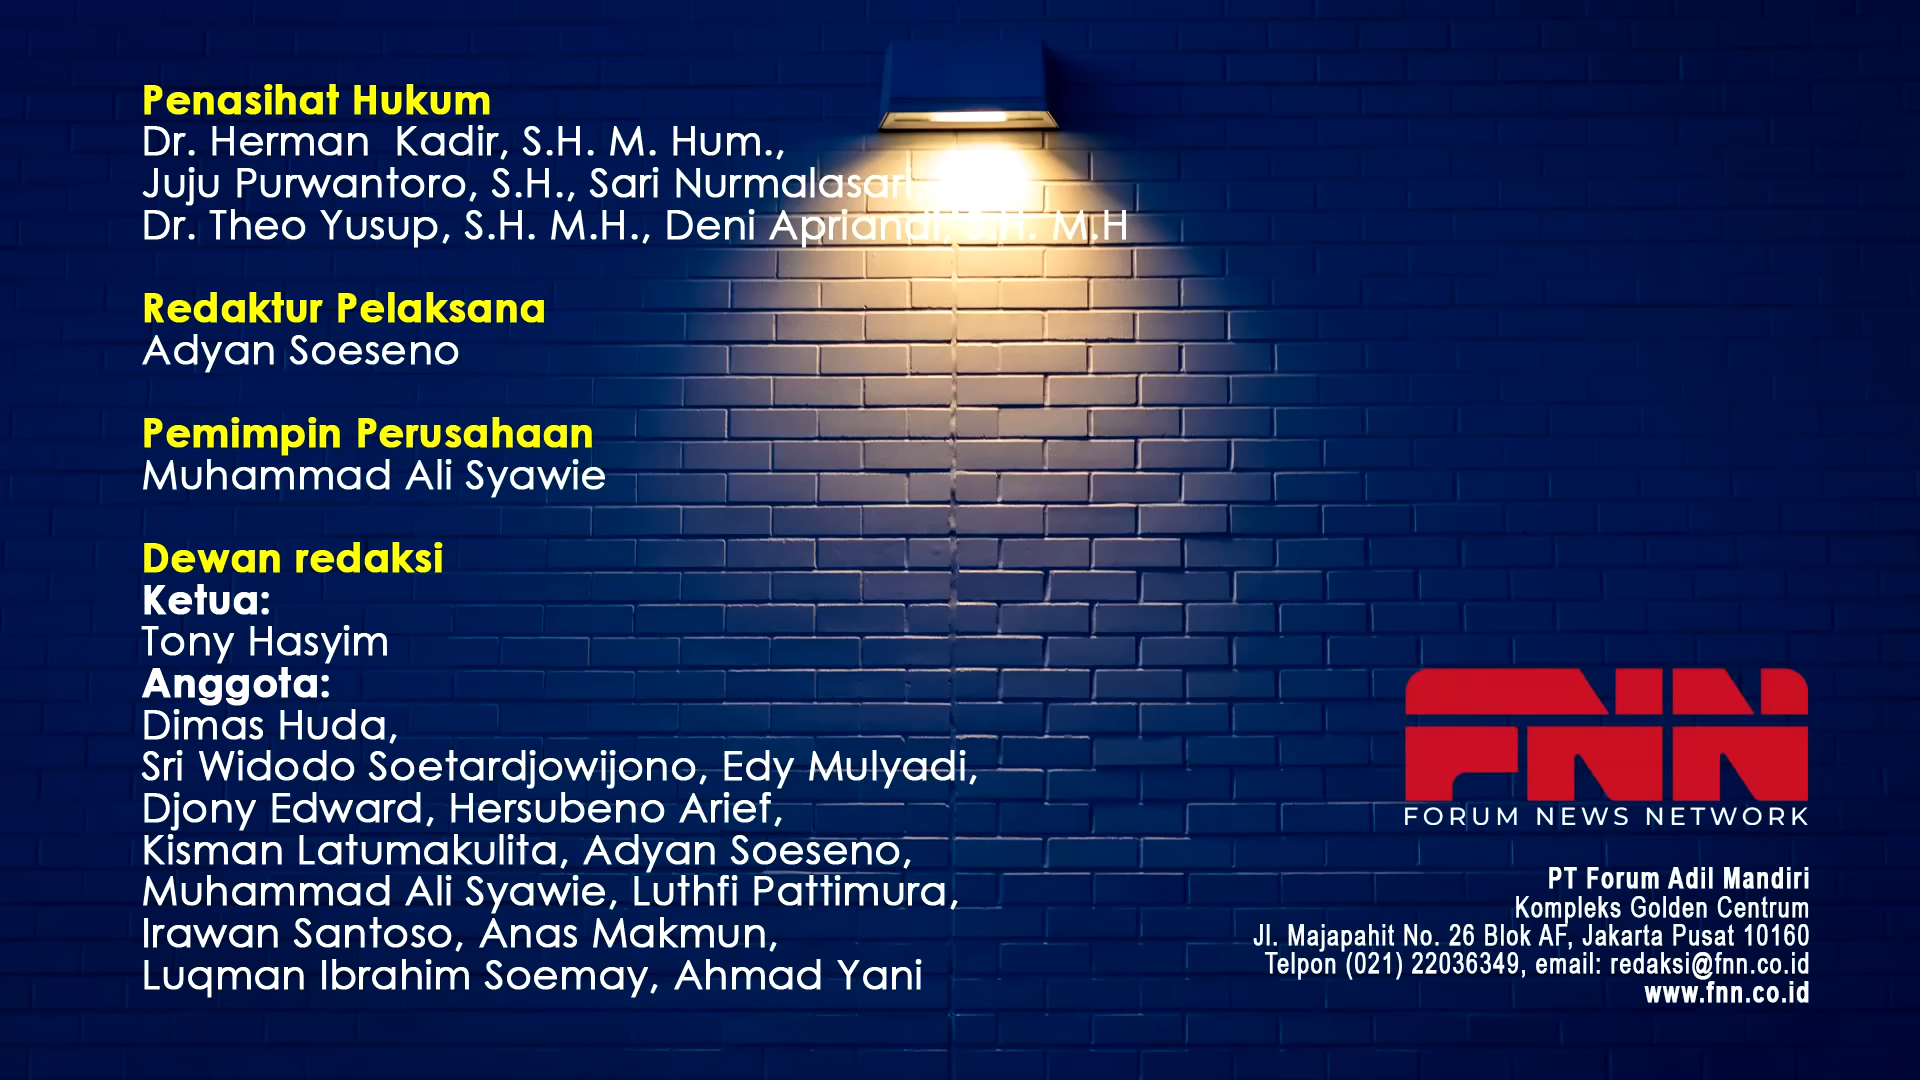 Penasihat Hukum
Dr. Herman  Kadir, S.H. M. Hum.,
Juju Purwantoro, S.H., Sari Nurmalasari,
Dr. Theo Yusup, S.H. M.H., Deni Apriandi, S.H. M.H
Redaktur Pelaksana
Adyan Soeseno
Pemimpin Perusahaan
Muhammad Ali Syawie
Dewan redaksi
Ketua:
Tony Hasyim
Anggota:
Dimas Huda,
Sri Widodo Soetardjowijono, Edy Mulyadi,
Djony Edward, Hersubeno Arief,
Kisman Latumakulita, Adyan Soeseno,
Muhammad Ali Syawie, Luthfi Pattimura,
Irawan Santoso, Anas Makmun,
Luqman Ibrahim Soemay, Ahmad Yani
FNN
FORUM NEWS NETWORK
PT Forum Adil Mandiri
Kompleks Golden Centrum
Jl. Majapahit No. 26 Blok AF, Jakarta Pusat 10160
Telpon (021) 22036349, email: redaksi@fnn.co.id
www.fnn.co.id